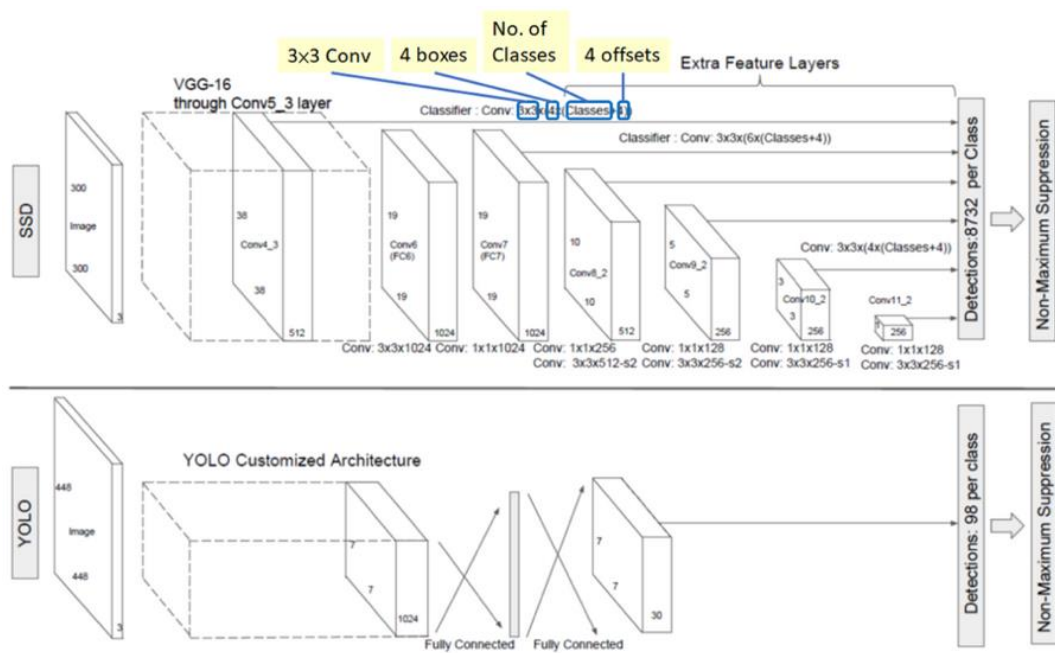 No. of
Classes
3×3 Conv
4 boxes
4 offsets
Extra Feature Layers
VGG-16
through Conv5_3 layer
Classifier : Conv: 3x3x(4x(Classes+4))
Classifier : Conv: 3x3x(6x(Classes+4))
SSD
300
Image
300
3
38
Conv4_3
38
512
19
Conv6
(FC6)
19
1024
19
Conv7
(FC7)
19
1024
10
Conv8_2
10
512
5
Conv9_2
5
256
Conv: 3x3x(4x(Classes+4))
3
Conv10_2
3
256
Conv11_2
256
Conv: 3x3x1024
Conv: 1x1x1024
Conv: 1x1x256
Conv: 3x3x512-s2
Conv: 1x1x128
Conv: 3x3x256-s2
Conv: 1x1x128
Conv: 3x3x256-s1
Conv: 1x1x128
Conv: 3x3x256-s1
Detections:8732 per Class
Non-Maximum Suppression
YOLO
448
Image
448
3
YOLO Customized Architecture
7
7
1024
Fully Connected
Fully Connected
7
7
30
Detections: 98 per class
Non-Maximum Suppression